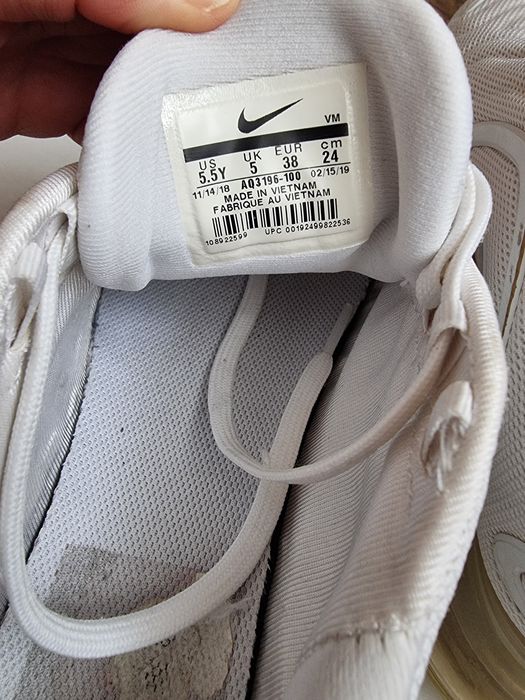 VM
US UK EUR cm
5.5Y 5 38 24
11/14/18 AQ3196-100 02/15/19
MADE IN VIETNAM
FABRIQUE AU VIETNAM
108922599 UPC 00192499822536